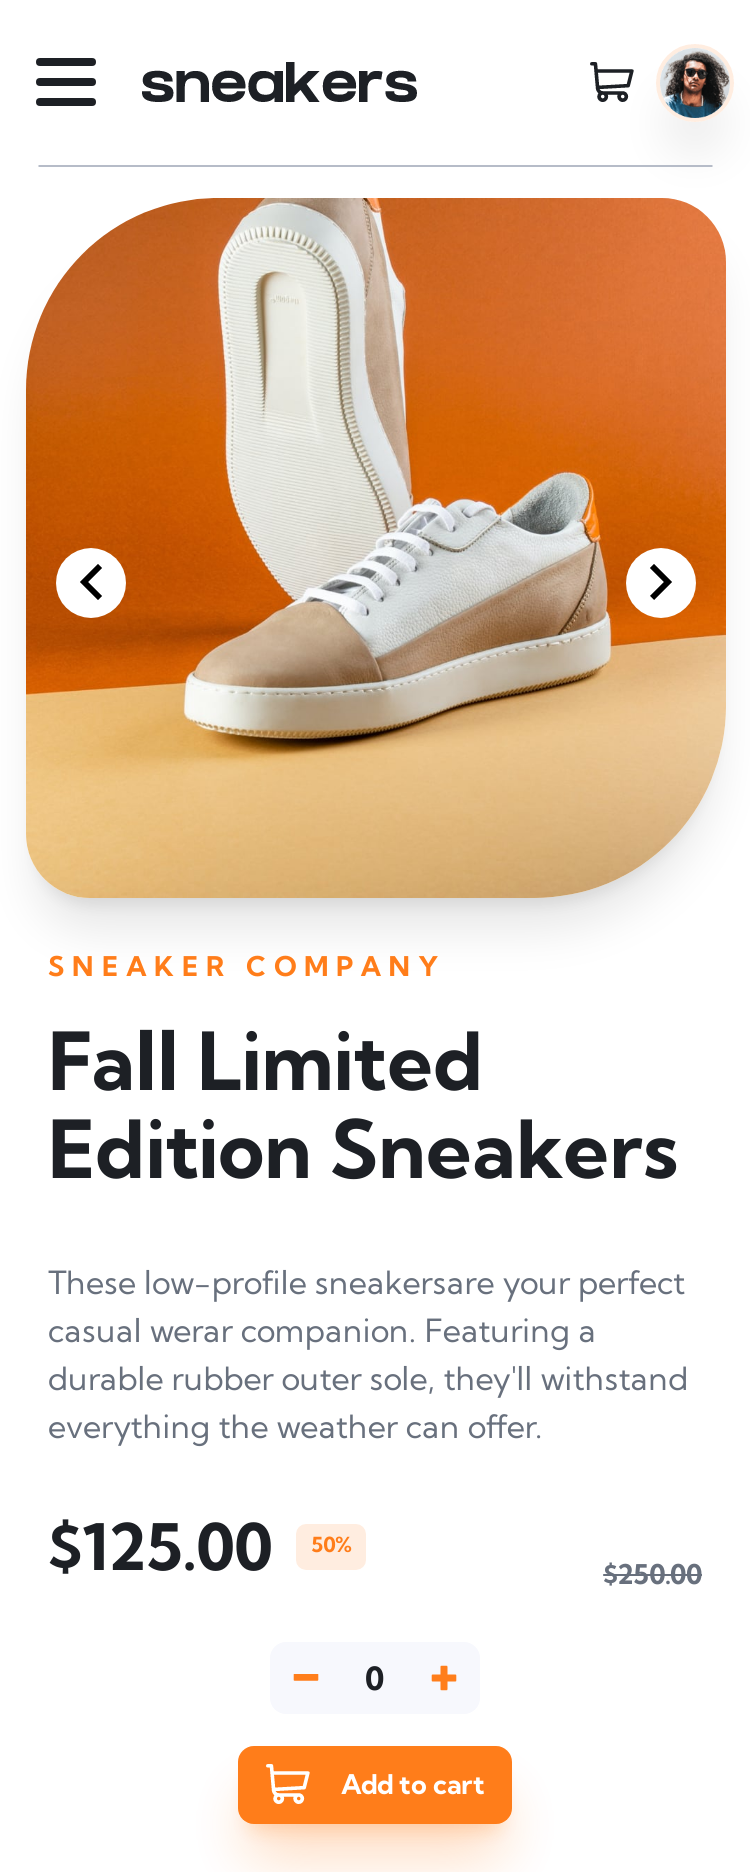 sneakers
SNEAKER COMPANY
Fall Limited
Edition Sneakers
These low-profile sneakersare your perfect
casual werar companion. Featuring a
durable rubber outer sole, they'll withstand
everything the weather can offer.
$125.00 50%
$250.00
0
Add to cart